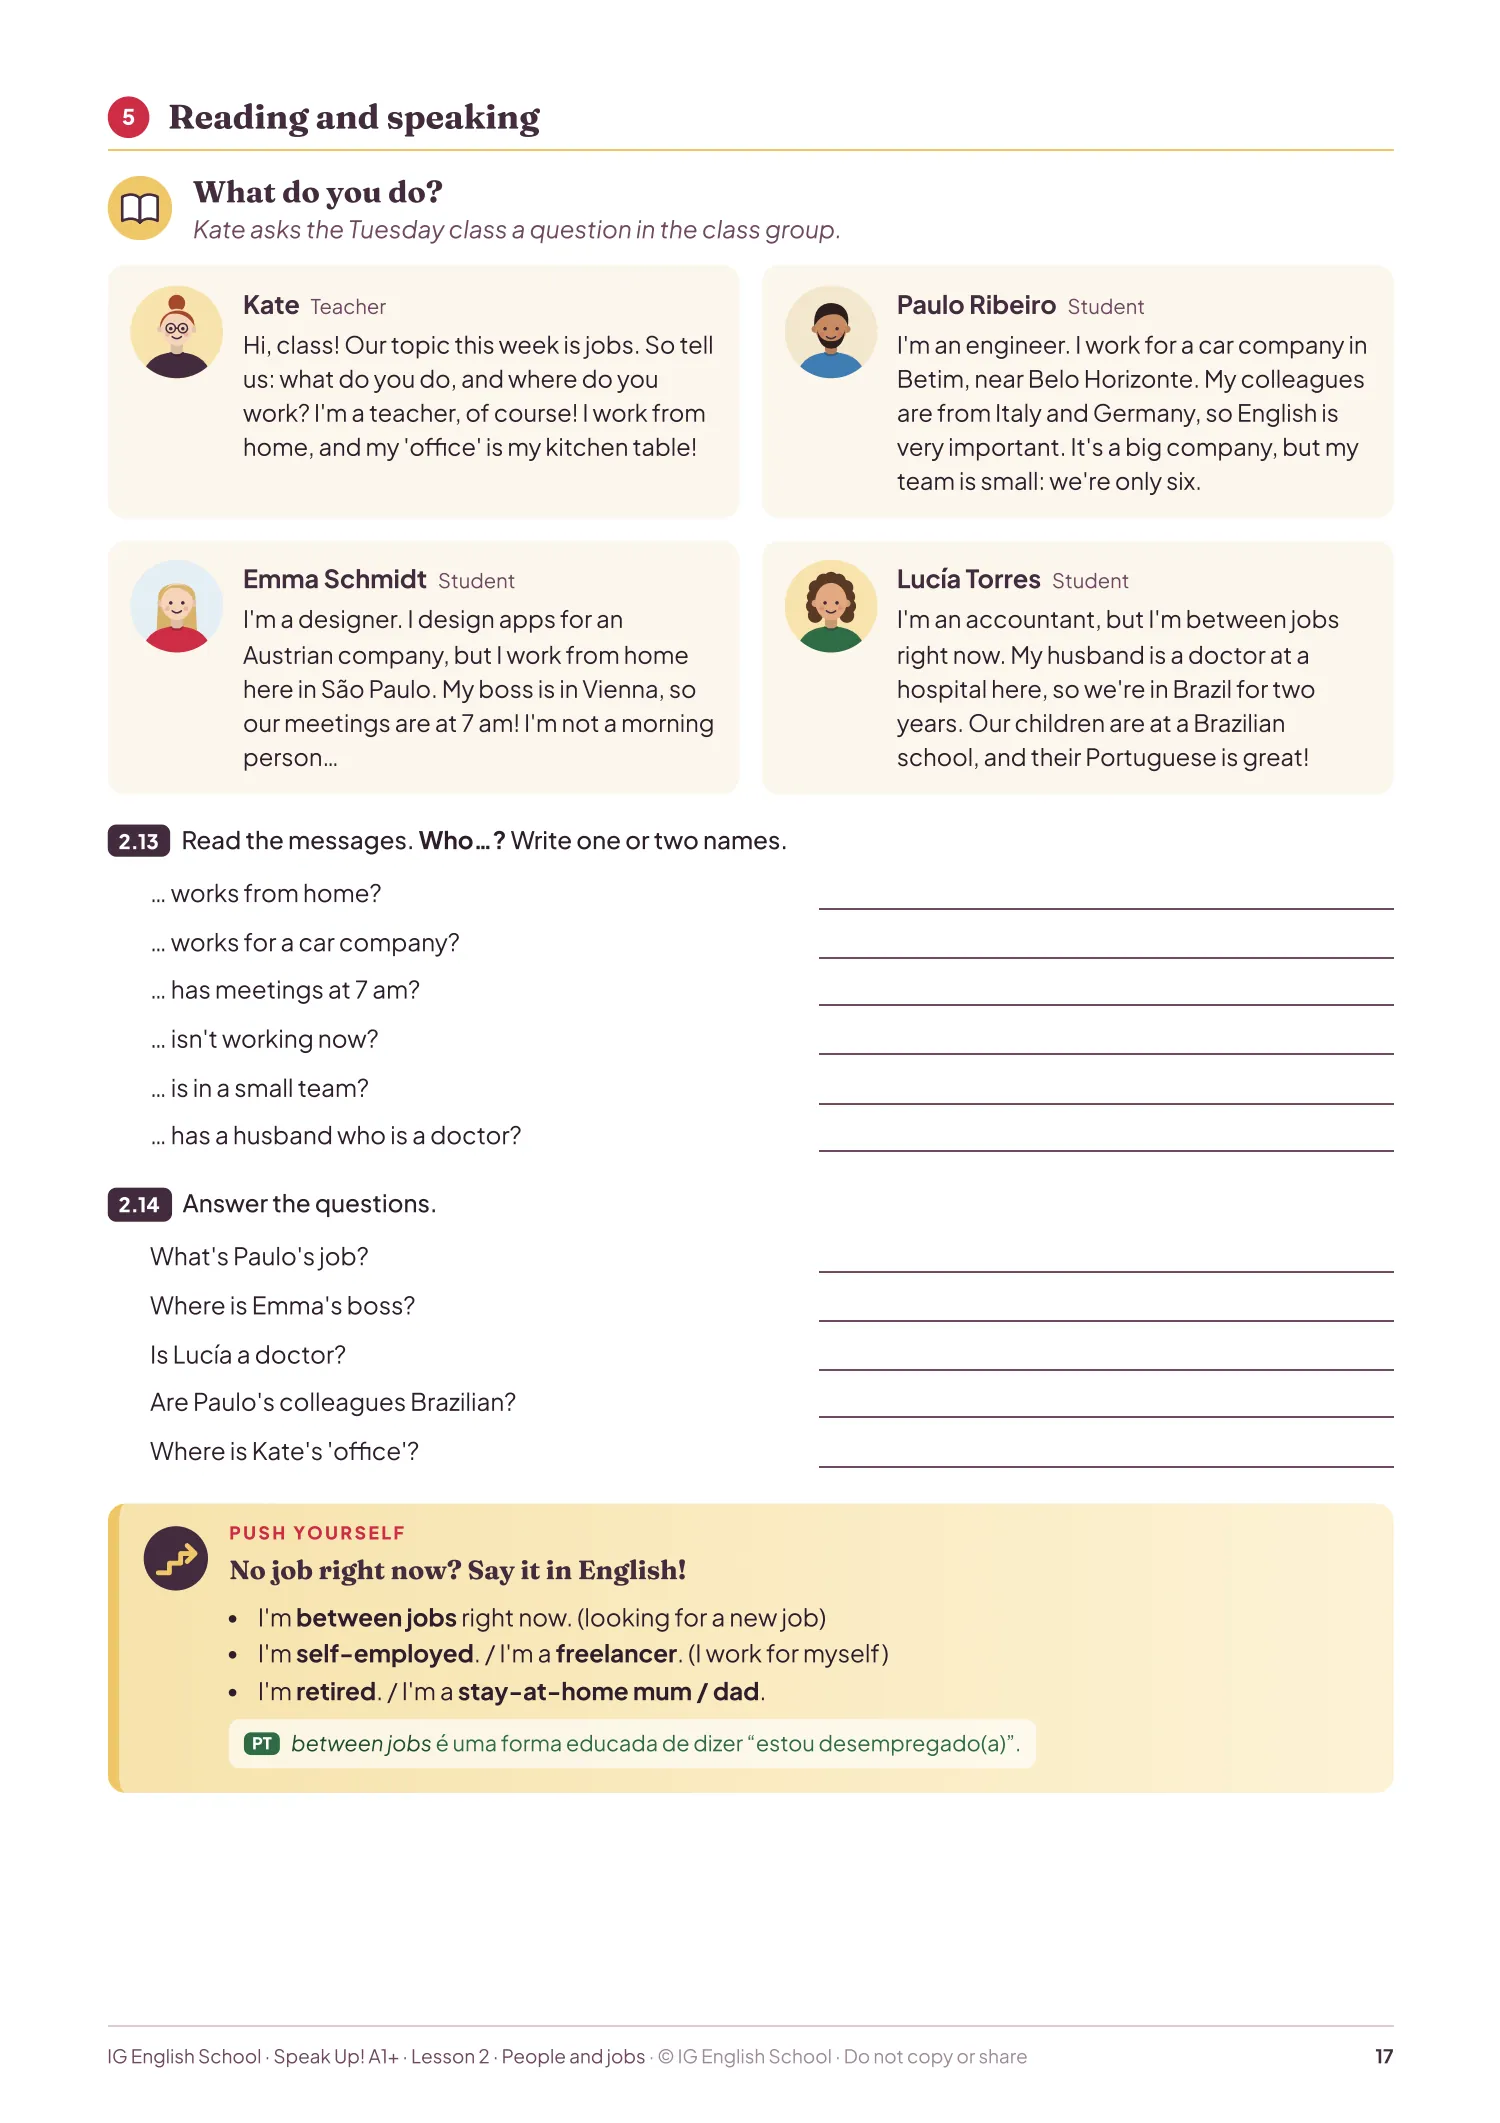 5 Reading and speaking
What do you do?
Kate asks the Tuesday class a question in the class group.
Kate Teacher
Hi, class! Our topic this week is jobs. So tell
us: what do you do, and where do you
work? I'm a teacher, of course! I work from
home, and my 'office' is my kitchen table!
Paulo Ribeiro Student
I'm an engineer. I work for a car company in
Betim, near Belo Horizonte. My colleagues
are from Italy and Germany, so English is
very important. It's a big company, but my
team is small: we're only six.
Emma Schmidt Student
I'm a designer. I design apps for an
Austrian company, but I work from home
here in São Paulo. My boss is in Vienna, so
our meetings are at 7 am! I'm not a morning
person...
Lucía Torres Student
I'm an accountant, but I'm between jobs
right now. My husband is a doctor at a
hospital here, so we're in Brazil for two
years. Our children are at a Brazilian
school, and their Portuguese is great!
2.13 Read the messages. Who...? Write one or two names.
... works from home?
... works for a car company?
... has meetings at 7 am?
... isn't working now?
... is in a small team?
... has a husband who is a doctor?
2.14 Answer the questions.
What's Paulo's job?
Where is Emma's boss?
Is Lucía a doctor?
Are Paulo's colleagues Brazilian?
Where is Kate's 'office'?
PUSH YOURSELF
No job right now? Say it in English!
• I'm between jobs right now. (looking for a new job)
• I'm self-employed. / I'm a freelancer. (I work for myself)
• I'm retired. / I'm a stay-at-home mum / dad.
PT between jobs é uma forma educada de dizer “estou desempregado(a)”.
IG English School · Speak Up! A1+ · Lesson 2 · People and jobs · © IG English School · Do not copy or share
17